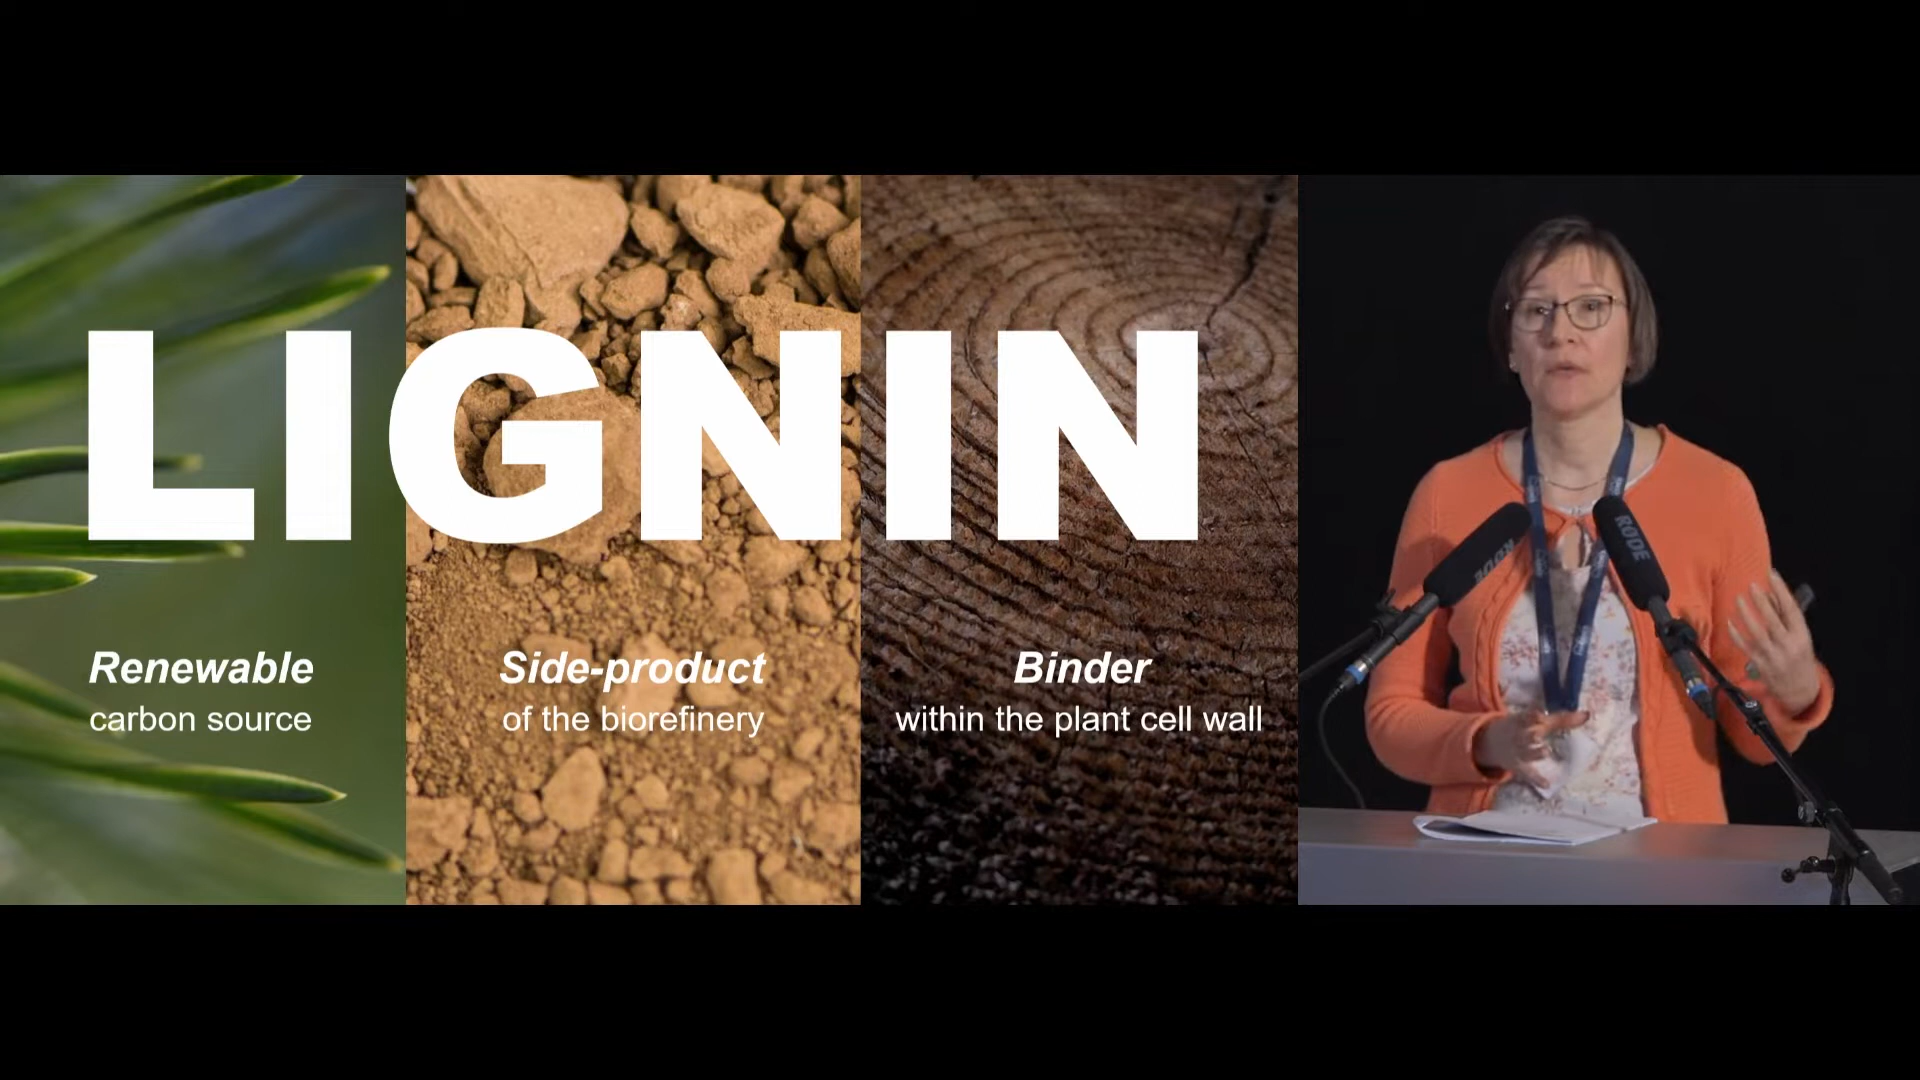 LIGNIN
Renewable
carbon source
Side-product
of the biorefinery
Binder
within the plant cell wall
RODE
RODE